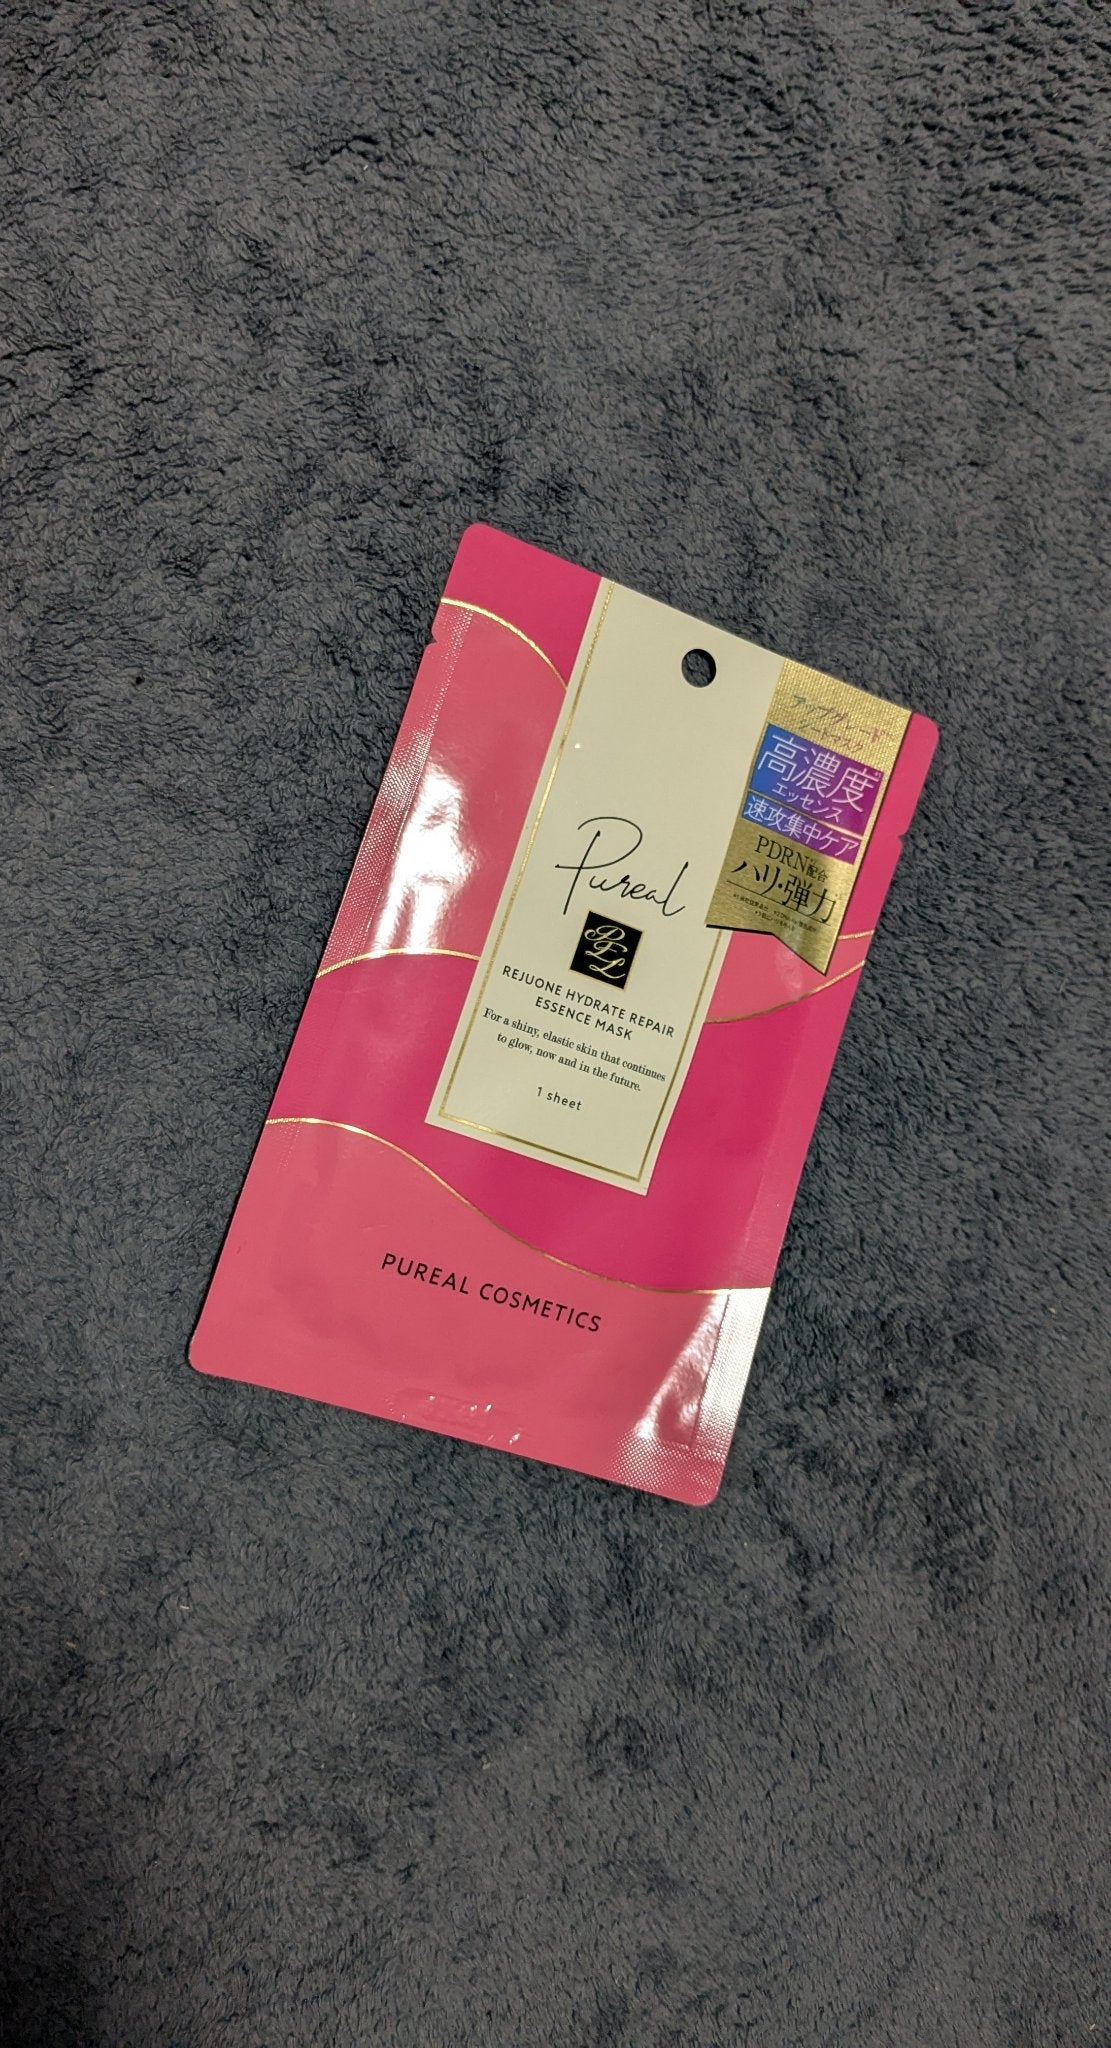 アップグレード
シートマスク
高濃度
エッセンス
速攻集中ケア
PDRN配合
ハリ・弾力
Pureal
PEL
REJUONE HYDRATE REPAIR
ESSENCE MASK
For a shiny, elastic skin that continues
to glow, now and in the future.
1 sheet
PUREAL COSMETICS